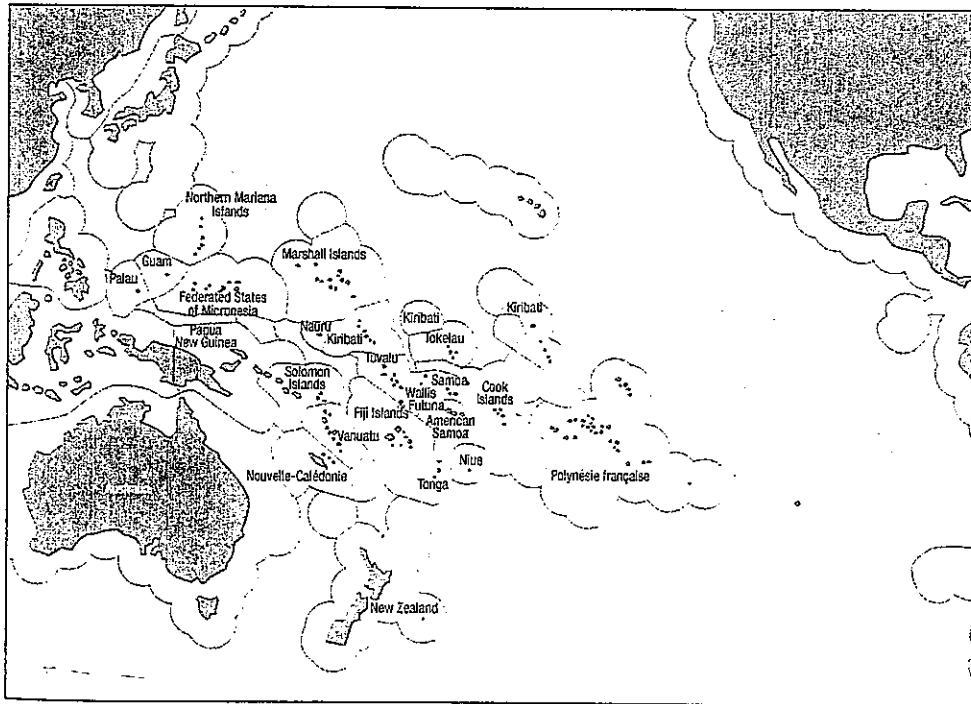 Northern Mariana
Islands
Guam
Palau
Marshall Islands
Federated States
of Micronesia
Papua
New Guinea
Nauru
Kiribati
Kiribati
Kiribati
Tokelau
Tuvalu
Solomon
Islands
Samoa
Wallis
Futuna
Cook
Islands
Fiji Islands
American
Samoa
Vanuatu
Niue
Nouvelle-Calédonie
Tonga
Polynésie française
New Zealand